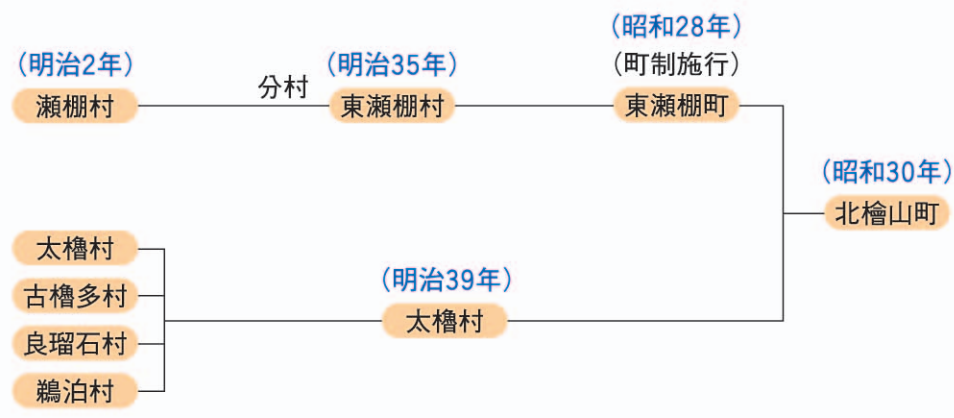 (昭和28年)
(明治2年)
(明治35年)
(町制施行)
瀬棚村
分村
東瀬棚村
東瀬棚町
(昭和30年)
北檜山町
太櫓村
古櫓多村
良瑠石村
鵜泊村
(明治39年)
太櫓村